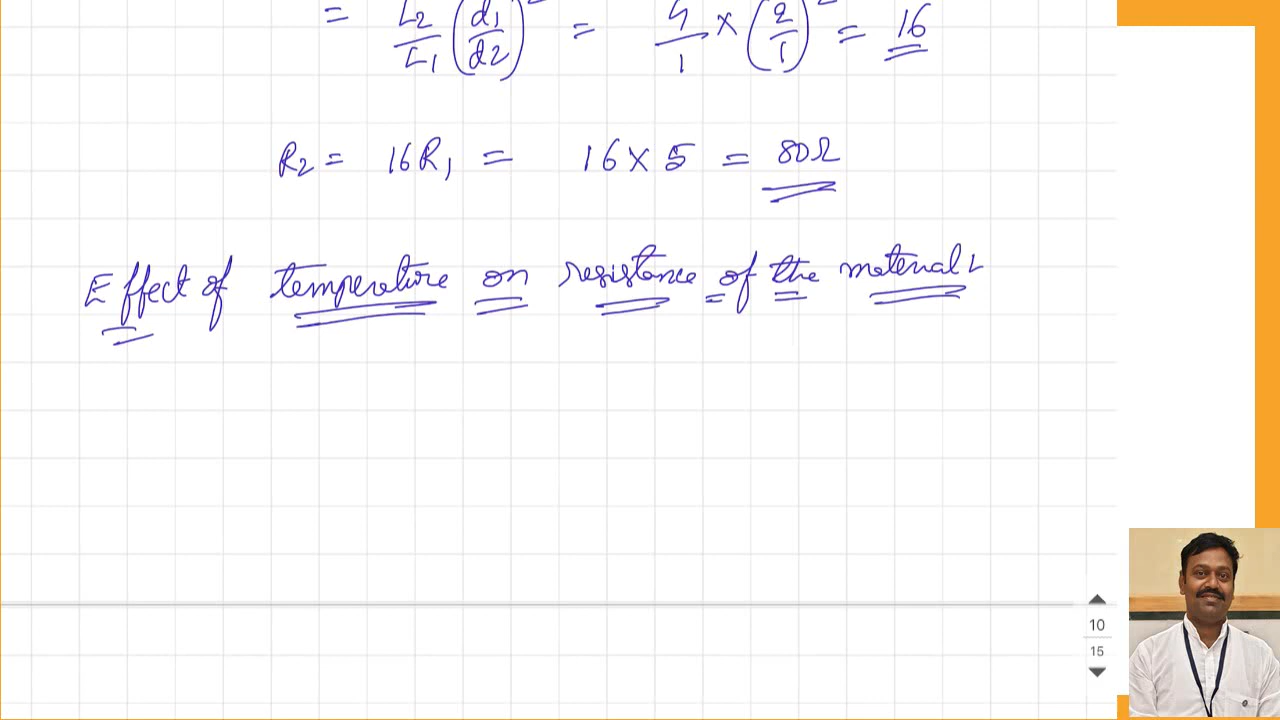 = L2/L1 (d1/d2)² = 4/1 × (2/1)² = 16
R2 = 16R1 = 16 × 5 = 80Ω
Effect of temperature on resistance of the material
10
15